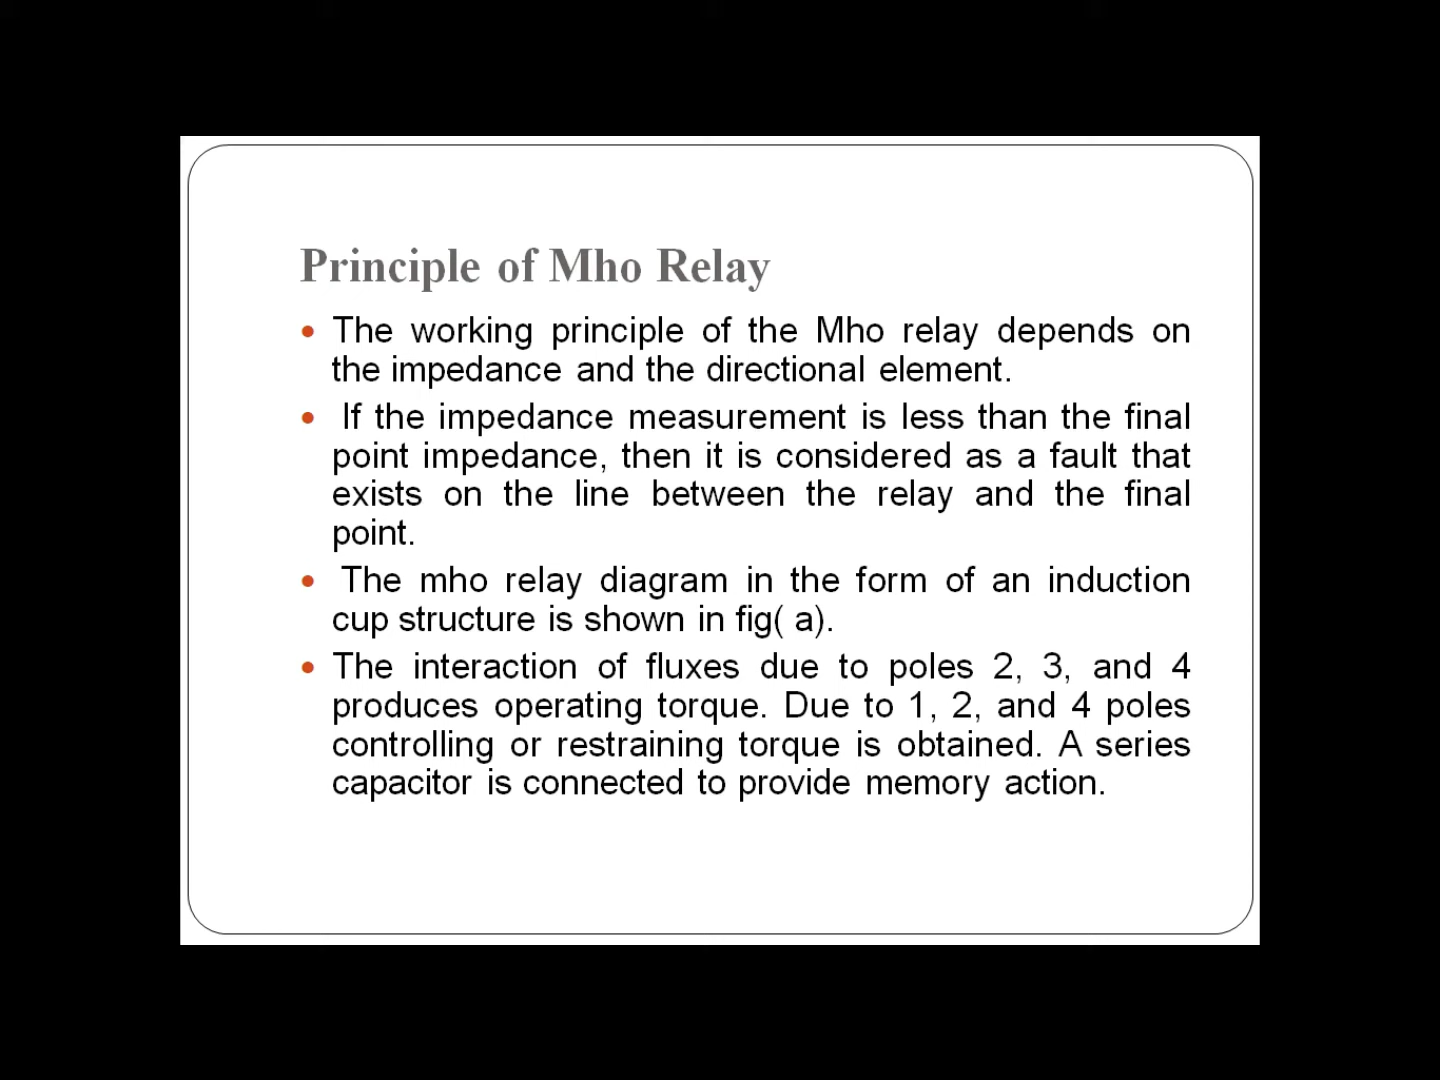 Principle of Mho Relay
• The working principle of the Mho relay depends on
the impedance and the directional element.
• If the impedance measurement is less than the final
point impedance, then it is considered as a fault that
exists on the line between the relay and the final
point.
• The mho relay diagram in the form of an induction
cup structure is shown in fig( a).
• The interaction of fluxes due to poles 2, 3, and 4
produces operating torque. Due to 1, 2, and 4 poles
controlling or restraining torque is obtained. A series
capacitor is connected to provide memory action.